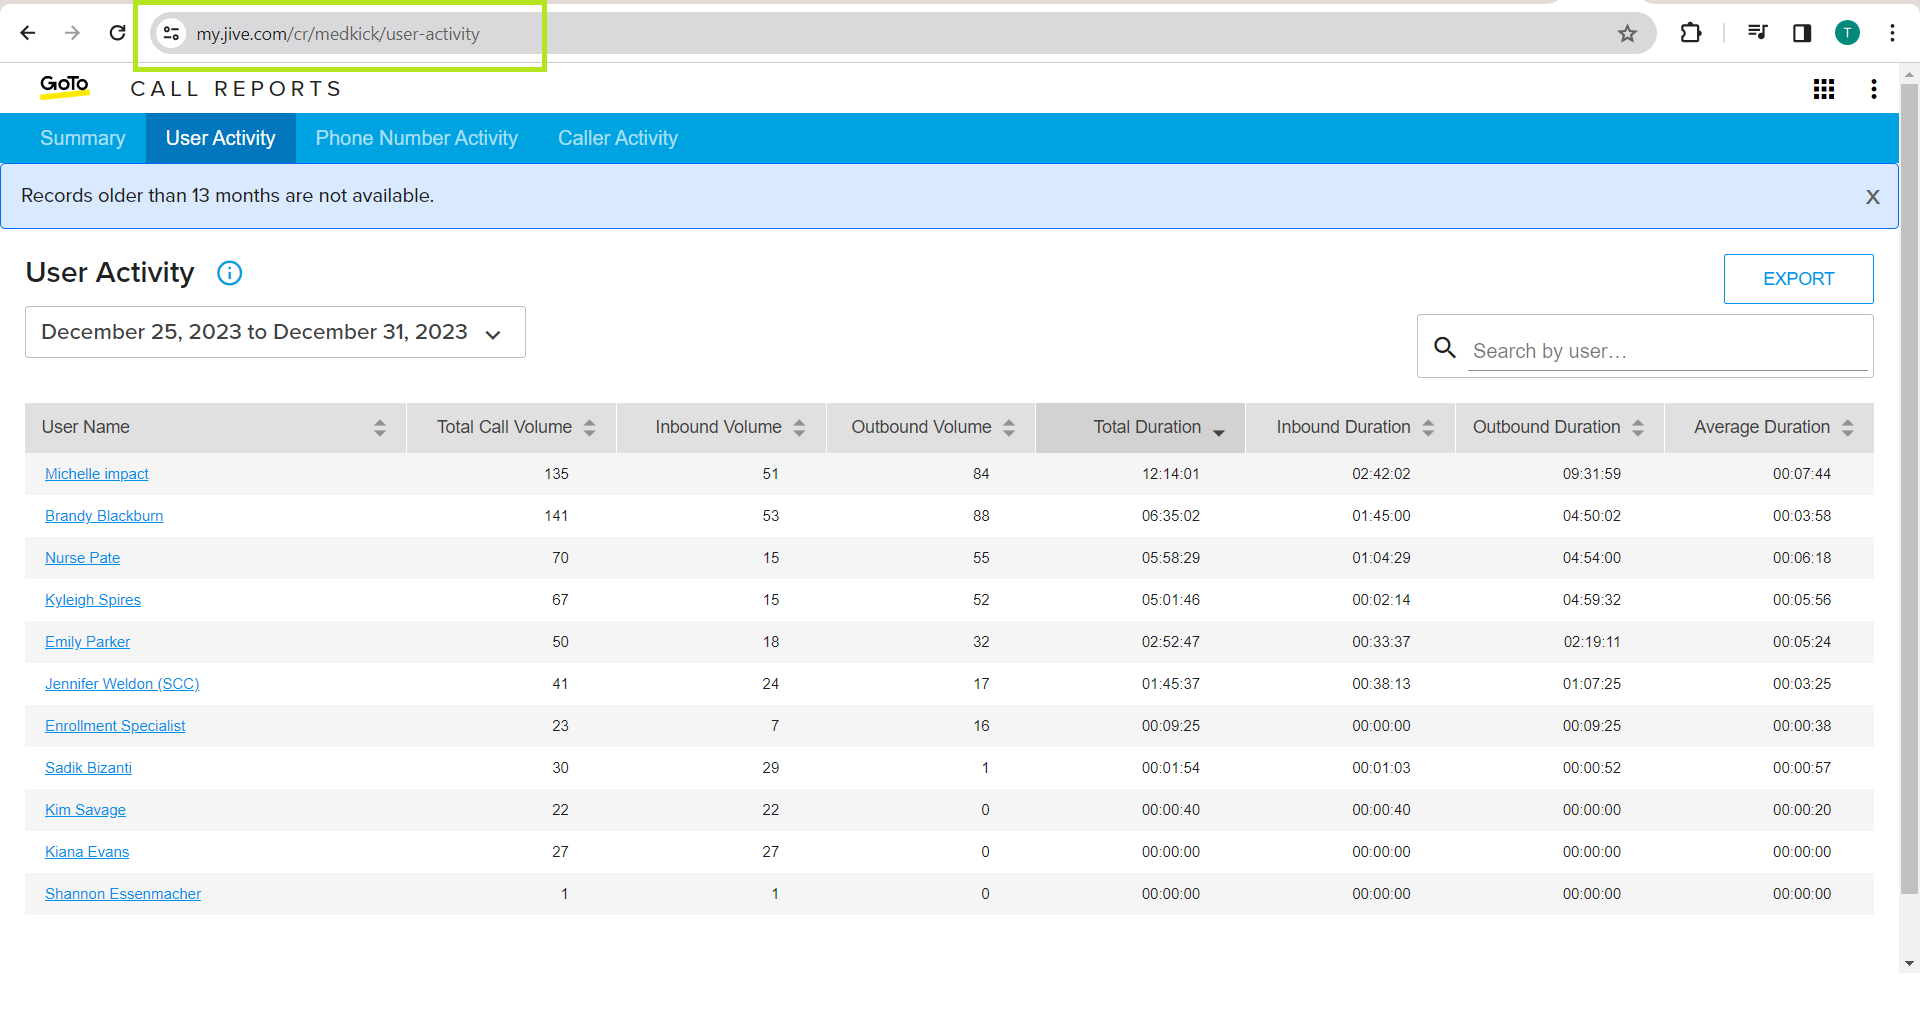 my.jive.com/cr/medkick/user-activity
T
GoTo CALL REPORTS
Summary User Activity Phone Number Activity Caller Activity
Records older than 13 months are not available. X
User Activity i EXPORT
December 25, 2023 to December 31, 2023
Search by user...
User Name Total Call Volume Inbound Volume Outbound Volume Total Duration Inbound Duration Outbound Duration Average Duration
Michelle impact 135 51 84 12:14:01 02:42:02 09:31:59 00:07:44
Brandy Blackburn 141 53 88 06:35:02 01:45:00 04:50:02 00:03:58
Nurse Pate 70 15 55 05:58:29 01:04:29 04:54:00 00:06:18
Kyleigh Spires 67 15 52 05:01:46 00:02:14 04:59:32 00:05:56
Emily Parker 50 18 32 02:52:47 00:33:37 02:19:11 00:05:24
Jennifer Weldon (SCC) 41 24 17 01:45:37 00:38:13 01:07:25 00:03:25
Enrollment Specialist 23 7 16 00:09:25 00:00:00 00:09:25 00:00:38
Sadik Bizanti 30 29 1 00:01:54 00:01:03 00:00:52 00:00:57
Kim Savage 22 22 0 00:00:40 00:00:40 00:00:00 00:00:20
Kiana Evans 27 27 0 00:00:00 00:00:00 00:00:00 00:00:00
Shannon Essenmacher 1 1 0 00:00:00 00:00:00 00:00:00 00:00:00